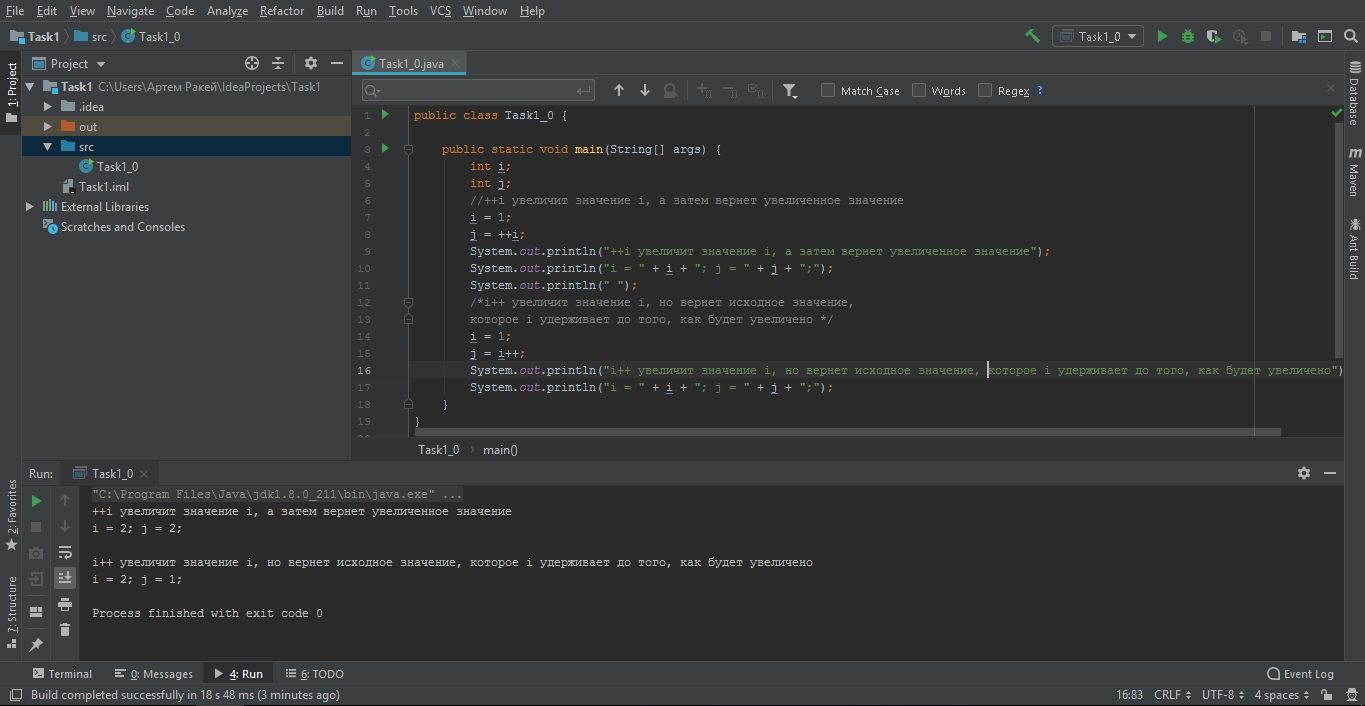 File Edit View Navigate Code Analyze Refactor Build Run Tools VCS Window Help
Task1 src Task1_0 Task1_0
1: Project
Project
Task1 C:\Users\Артем Ракей\IdeaProjects\Task1
.idea
out
src
Task1_0
Task1.iml
External Libraries
Scratches and Consoles
Task1_0.java
Match Case Words Regex ?
1 public class Task1_0 {
2
3 public static void main(String[] args) {
4 int i;
5 int j;
6 //++i увеличит значение i, а затем вернет увеличенное значение
7 i = 1;
8 j = ++i;
9 System.out.println("++i увеличит значение i, а затем вернет увеличенное значение");
10 System.out.println("i = " + i + "; j = " + j + ";");
11 System.out.println(" ");
12 /*i++ увеличит значение i, но вернет исходное значение,
13 которое i удерживает до того, как будет увеличено */
14 i = 1;
15 j = i++;
16 System.out.println("i++ увеличит значение i, но вернет исходное значение, которое i удерживает до того, как будет увеличено")
17 System.out.println("i = " + i + "; j = " + j + ";");
18 }
19 }
Task1_0 main()
Database
Maven
Ant Build
Run: Task1_0
"C:\Program Files\Java\jdk1.8.0_211\bin\java.exe" ...
++i увеличит значение i, а затем вернет увеличенное значение
i = 2; j = 2;
i++ увеличит значение i, но вернет исходное значение, которое i удерживает до того, как будет увеличено
i = 2; j = 1;
Process finished with exit code 0
2: Favorites
7: Structure
Terminal 0: Messages 4: Run 6: TODO Event Log
Build completed successfully in 18 s 48 ms (3 minutes ago) 16:83 CRLF UTF-8 4 spaces